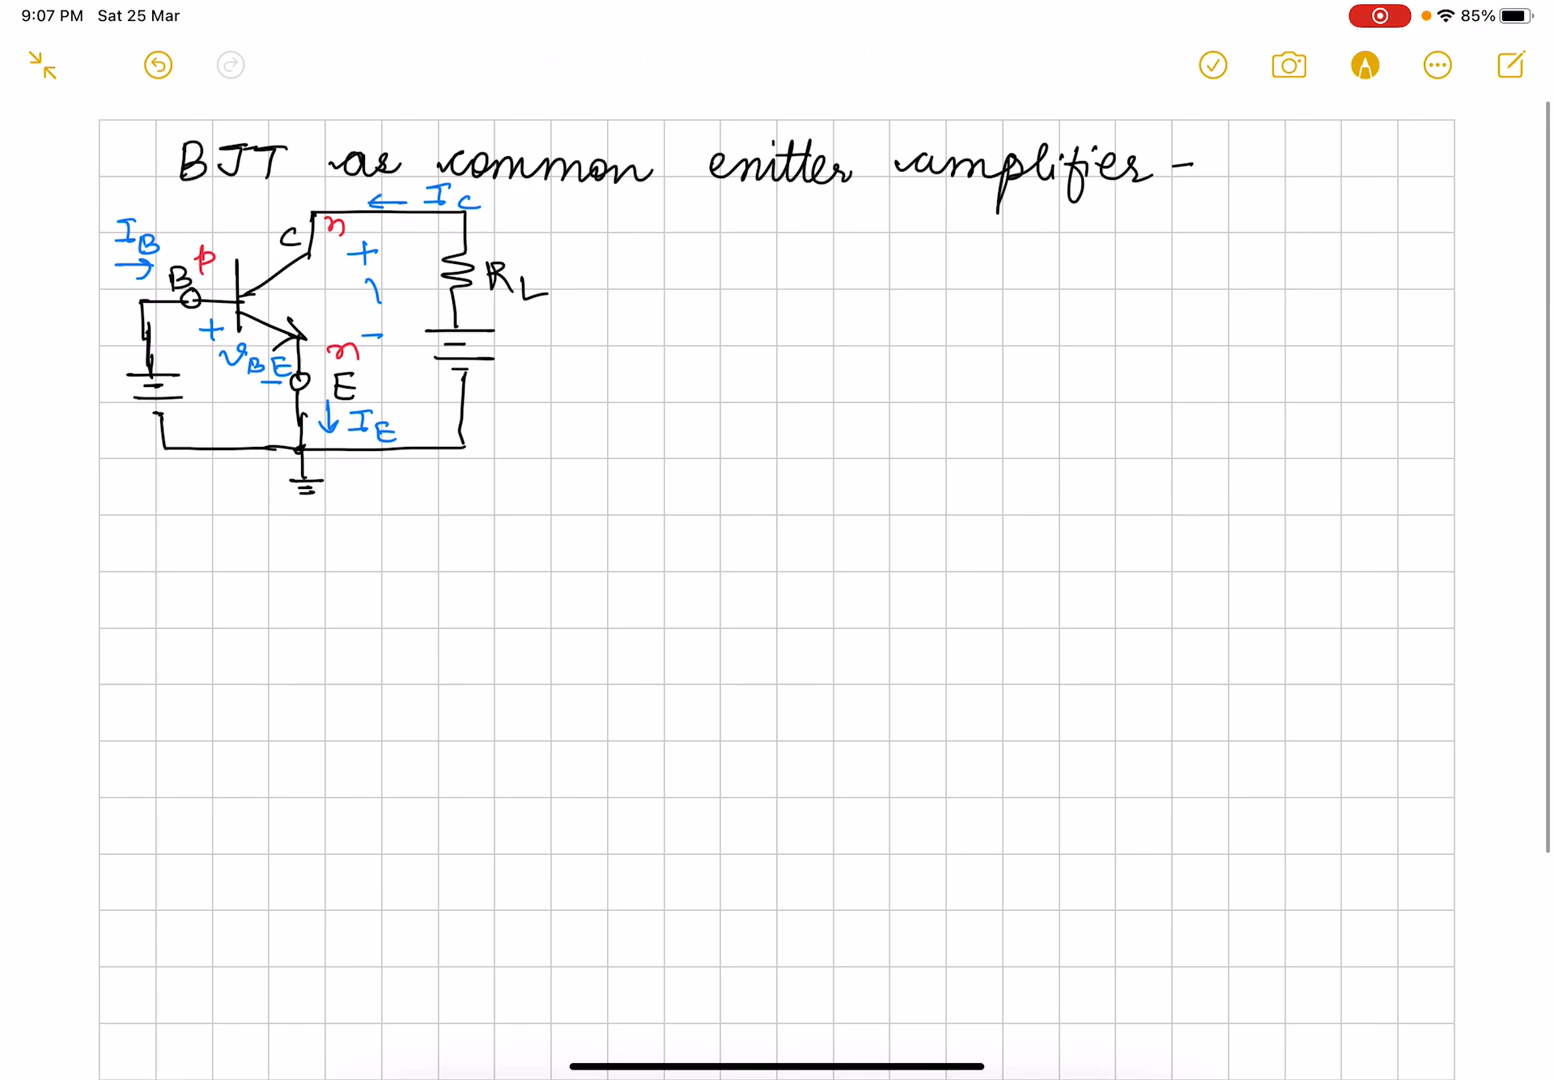 9:07 PM Sat 25 Mar
85%
BJT as common emitter amplifier -
I_C
I_B
p
n
C
B
+
R_L
+
-
n
V_BE
-
E
I_E